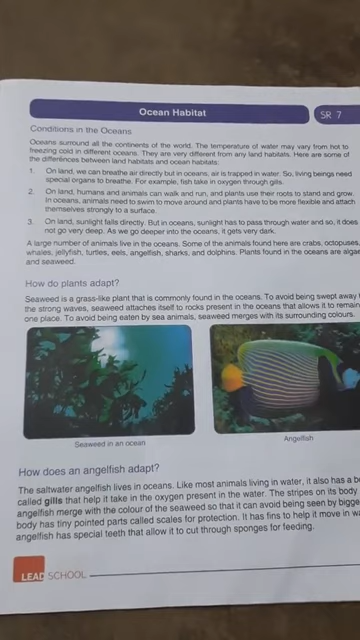 Ocean Habitat
SR 7
Conditions in the Oceans
Oceans surround all the continents of the world. The temperature of water may vary from hot to
freezing cold in different oceans. They are very different from any land habitats. Here are some of
the differences between land habitats and ocean habitats:
1. On land, we can breathe air directly but in oceans, air is trapped in water. So, living beings need
special organs to breathe. For example, fish take in oxygen through gills.
2. On land, humans and animals can walk and run, and plants use their roots to stand and grow.
In oceans, animals need to swim to move around and plants have to be more flexible and attach
themselves strongly to a surface.
3. On land, sunlight falls directly. But in oceans, sunlight has to pass through water and so, it does
not go very deep. As we go deeper into the oceans, it gets very dark.
A large number of animals live in the oceans. Some of the animals found here are crabs, octopuses,
whales, jellyfish, turtles, eels, angelfish, sharks, and dolphins. Plants found in the oceans are algae
and seaweed.
How do plants adapt?
Seaweed is a grass-like plant that is commonly found in the oceans. To avoid being swept away
the strong waves, seaweed attaches itself to rocks present in the oceans that allows it to remain
one place. To avoid being eaten by sea animals, seaweed merges with its surrounding colours.
Seaweed in an ocean
Angelfish
How does an angelfish adapt?
The saltwater angelfish lives in oceans. Like most animals living in water, it also has a
called gills that help it take in the oxygen present in the water. The stripes on its body
angelfish merge with the colour of the seaweed so that it can avoid being seen by
body has tiny pointed parts called scales for protection. It has fins to help it move in
angelfish has special teeth that allow it to cut through sponges for feeding.
LEAD SCHOOL